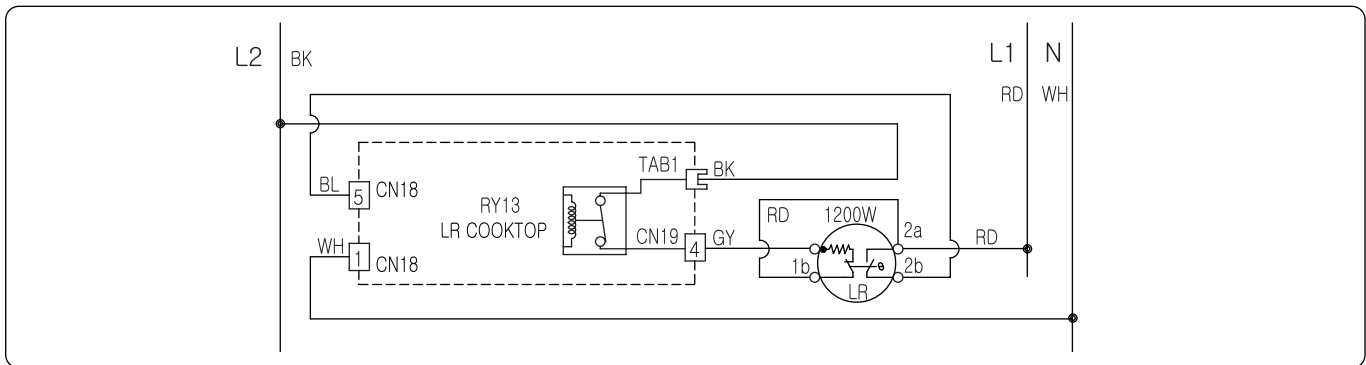 L2 BK L1 N
RD WH
TAB1 BK
BL 5 CN18
RY13 RD 1200W
LR COOKTOP 2a
WH CN19 4 GY RD
1 CN18 1b θ 2b
LR